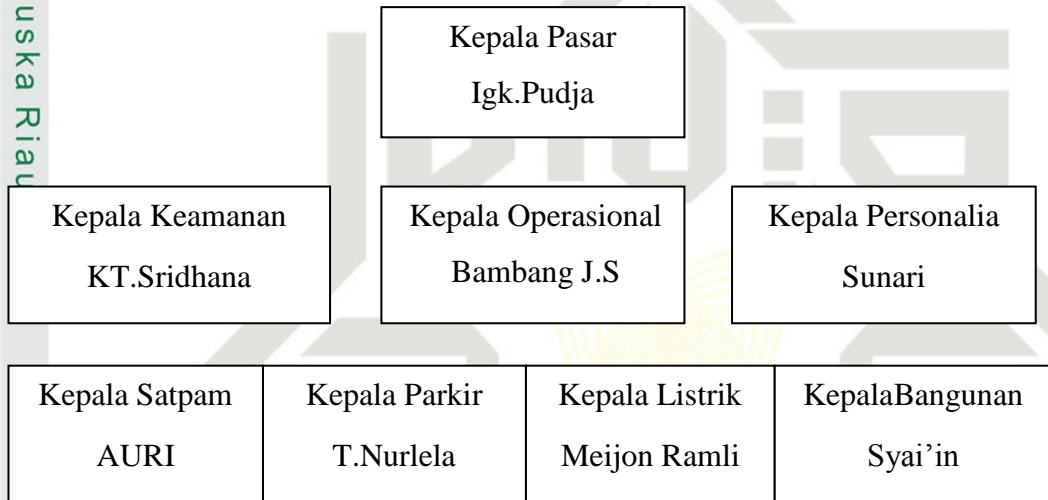 uska Riau
Kepala Pasar
Igk.Pudja
Kepala Keamanan
KT.Sridhana
Kepala Operasional
Bambang J.S
Kepala Personalia
Sunari
Kepala Satpam
AURI
Kepala Parkir
T.Nurlela
Kepala Listrik
Meijon Ramli
KepalaBangunan
Syai’in